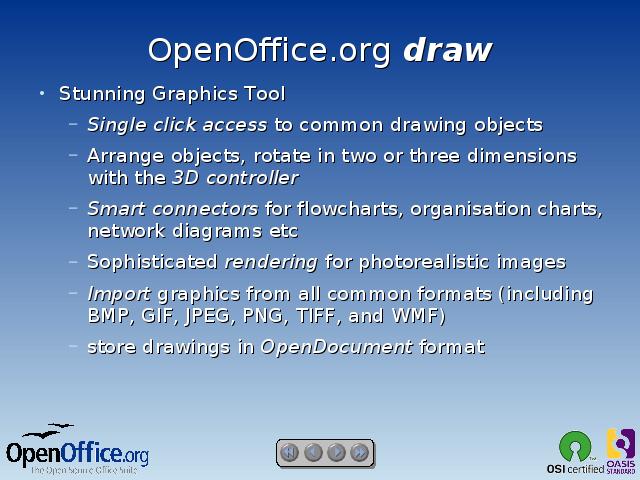 OpenOffice.org draw
• Stunning Graphics Tool
– Single click access to common drawing objects
– Arrange objects, rotate in two or three dimensions
with the 3D controller
– Smart connectors for flowcharts, organisation charts,
network diagrams etc
– Sophisticated rendering for photorealistic images
– Import graphics from all common formats (including
BMP, GIF, JPEG, PNG, TIFF, and WMF)
– store drawings in OpenDocument format
OpenOffice.org
The Open Source Office Suite
OSI certified
OASIS
STANDARD